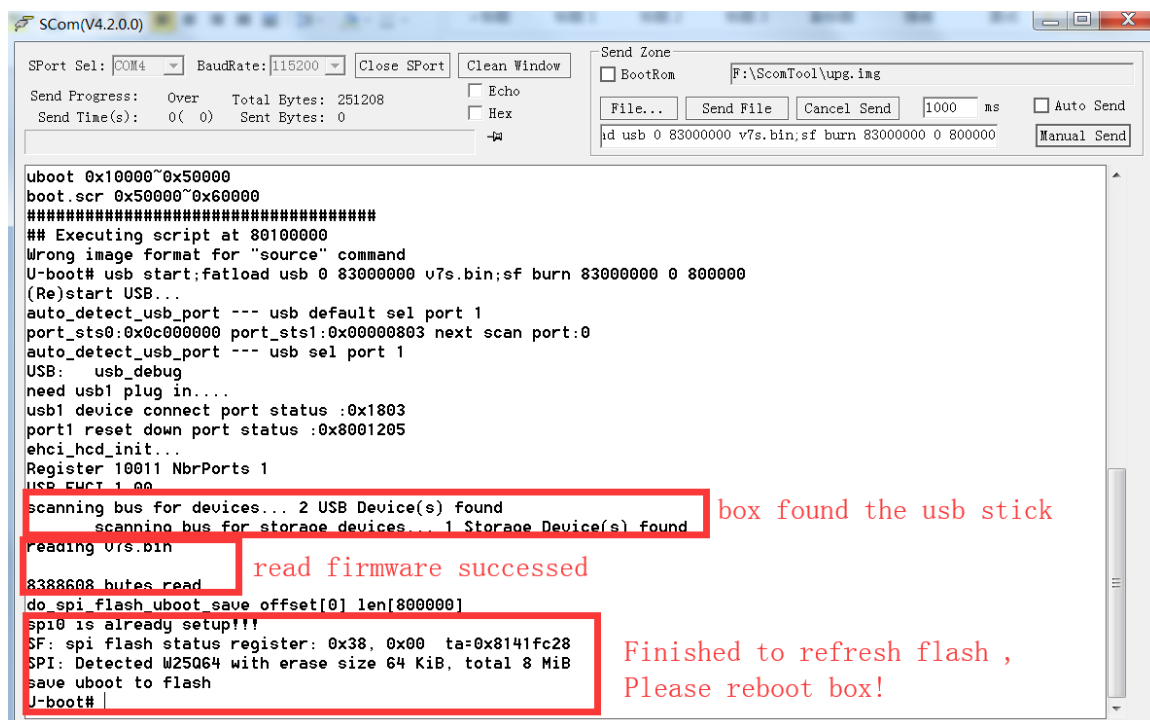 SCom(V4.2.0.0)
SPort Sel: COM4 BaudRate: 115200 Close SPort Clean Window
Send Progress: Over Total Bytes: 251208 Echo
Send Time(s): 0( 0) Sent Bytes: 0 Hex
Send Zone
BootRom F:\ScomTool\upg.img
File... Send File Cancel Send 1000 ms Auto Send
usb 0 83000000 v7s.bin;sf burn 83000000 0 800000 Manual Send
uboot 0x10000~0x50000
boot.scr 0x50000~0x60000
####################################
## Executing script at 80100000
Wrong image format for "source" command
U-boot# usb start;fatload usb 0 83000000 v7s.bin;sf burn 83000000 0 800000
(Re)start USB...
auto_detect_usb_port --- usb default sel port 1
port_sts0:0x0c000000 port_sts1:0x00000803 next scan port:0
auto_detect_usb_port --- usb sel port 1
USB: usb_debug
need usb1 plug in....
usb1 device connect port status :0x1803
port1 reset down port status :0x8001205
ehci_hcd_init...
Register 10011 NbrPorts 1
USB EHCI 1.00
scanning bus for devices... 2 USB Device(s) found
scanning bus for storage devices... 1 Storage Device(s) found
box found the usb stick
reading v7s.bin
read firmware successed
8388608 bytes read
do_spi_flash_uboot_save offset[0] len[800000]
spi0 is already setup!!!
SF: spi flash status register: 0x38, 0x00 ta=0x8141fc28
SPI: Detected W25Q64 with erase size 64 KiB, total 8 MiB
save uboot to flash
U-boot#
Finished to refresh flash ,
Please reboot box!